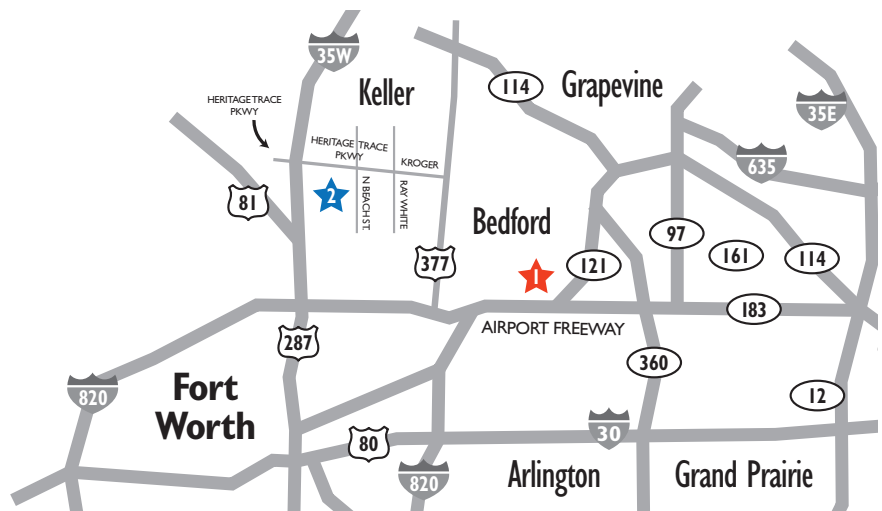 35W
Keller
Grapevine
114
35E
HERITAGE TRACE
PKWY
HERITAGE TRACE
PKWY
KROGER
635
81
2
N BEACH ST.
RAY WHITE
Bedford
97
161
114
377
1
121
183
AIRPORT FREEWAY
287
360
820
Fort
Worth
12
80
30
820
Arlington
Grand Prairie